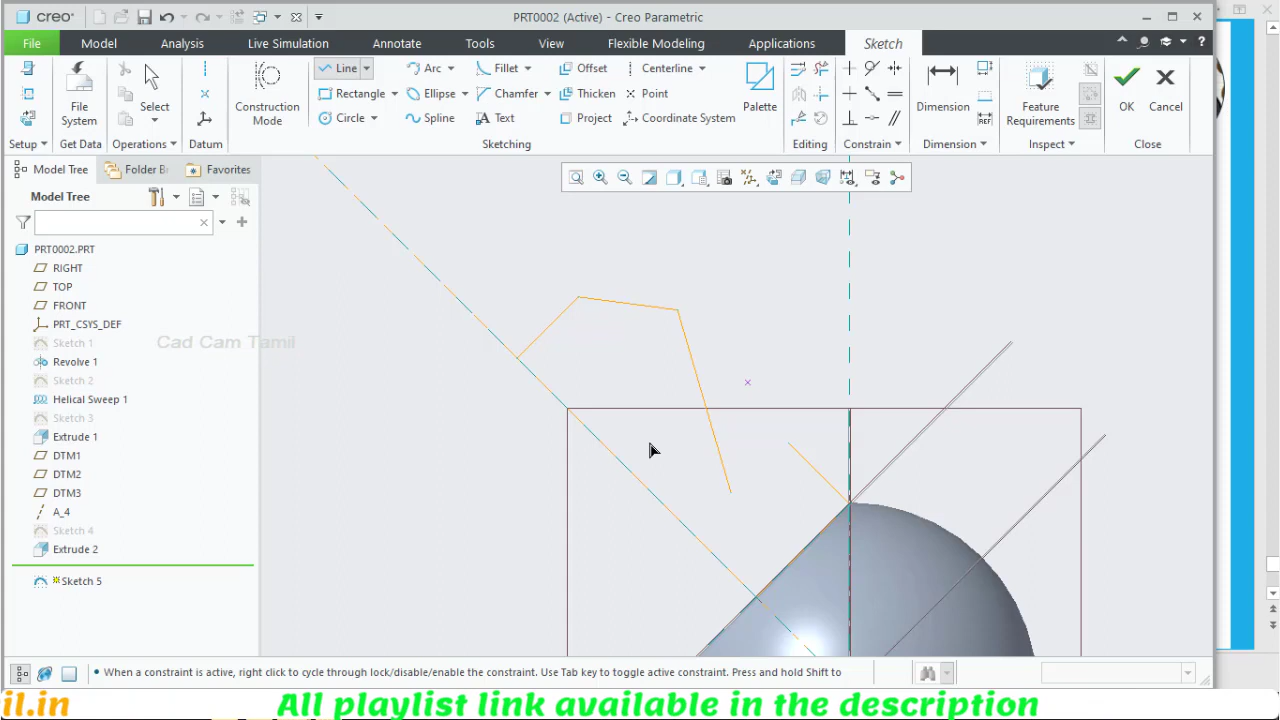 creo
PRT0002 (Active) - Creo Parametric
File
Model
Analysis
Live Simulation
Annotate
Tools
View
Flexible Modeling
Applications
Sketch
Line
Arc
Fillet
Offset
Centerline
Rectangle
Ellipse
Chamfer
Thicken
Point
Circle
Spline
Text
Project
Coordinate System
File System
Select
Construction Mode
Palette
Dimension
Feature Requirements
OK
Cancel
Setup
Get Data
Operations
Datum
Sketching
Editing
Constrain
Dimension
Inspect
Close
Model Tree
Folder B
Favorites
Model Tree
PRT0002.PRT
RIGHT
TOP
FRONT
PRT_CSYS_DEF
Sketch 1
Cad Cam Tamil
Revolve 1
Sketch 2
Helical Sweep 1
Sketch 3
Extrude 1
DTM1
DTM2
DTM3
A_4
Sketch 4
Extrude 2
Sketch 5
• When a constraint is active, right click to cycle through lock/disable/enable the constraint. Use Tab key to toggle active constraint. Press and hold Shift to
il.in
All playlist link available in the description